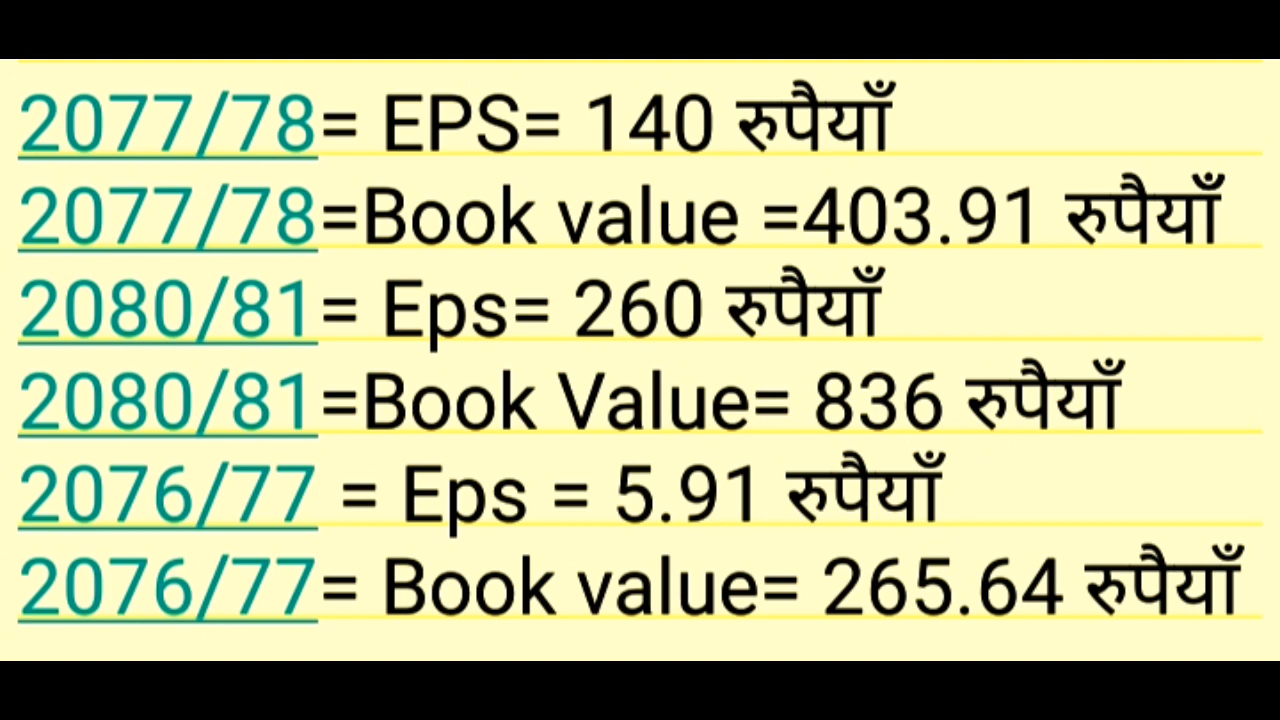 2077/78= EPS= 140 रुपैयाँ
2077/78=Book value =403.91 रुपैयाँ
2080/81= Eps= 260 रुपैयाँ
2080/81=Book Value= 836 रुपैयाँ
2076/77 = Eps = 5.91 रुपैयाँ
2076/77= Book value= 265.64 रुपैयाँ